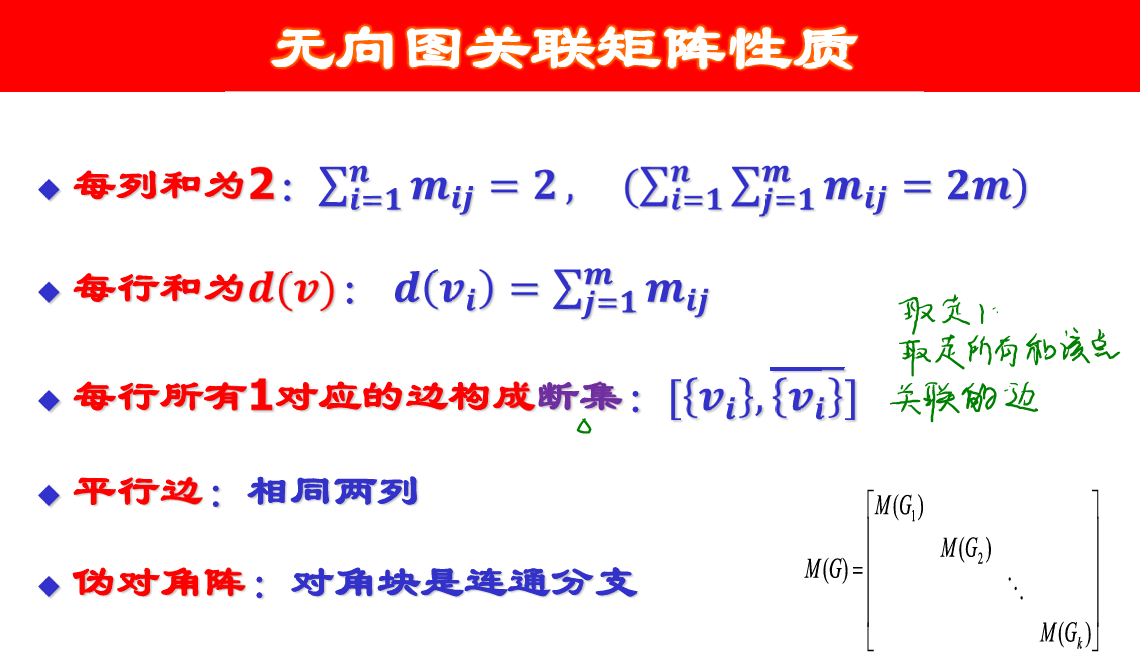 无向图关联矩阵性质
◆ 每列和为2: $\sum_{i=1}^{n} m_{ij} = 2$, $(\sum_{i=1}^{n} \sum_{j=1}^{m} m_{ij} = 2m)$
◆ 每行和为$d(v)$: $d(v_i) = \sum_{j=1}^{m} m_{ij}$
取走1:
取走所有和该点
关联的边
◆ 每行所有1对应的边构成断集: $[\{v_i\}, \overline{\{v_i\}}]$
◆ 平行边: 相同两列
◆ 伪对角阵: 对角块是连通分支
$M(G) = \begin{bmatrix} M(G_1) & & & \\ & M(G_2) & & \\ & & \ddots & \\ & & & M(G_k) \end{bmatrix}$